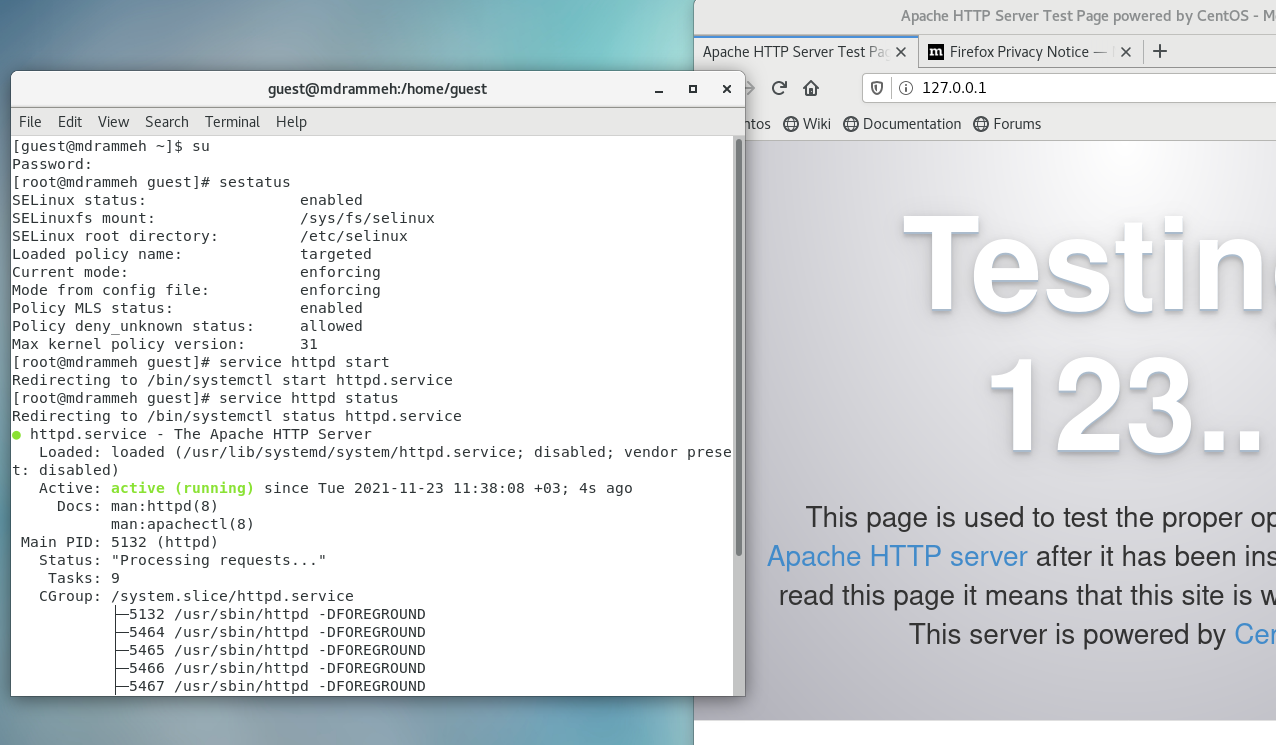 Apache HTTP Server Test Page powered by CentOS - M
Apache HTTP Server Test Pa
Firefox Privacy Notice —
127.0.0.1
ntos Wiki Documentation Forums
guest@mdrammeh:/home/guest
File Edit View Search Terminal Help
[guest@mdrammeh ~]$ su
Password:
[root@mdrammeh guest]# sestatus
SELinux status:                 enabled
SELinuxfs mount:                /sys/fs/selinux
SELinux root directory:         /etc/selinux
Loaded policy name:             targeted
Current mode:                   enforcing
Mode from config file:          enforcing
Policy MLS status:              enabled
Policy deny_unknown status:     allowed
Max kernel policy version:      31
[root@mdrammeh guest]# service httpd start
Redirecting to /bin/systemctl start httpd.service
[root@mdrammeh guest]# service httpd status
Redirecting to /bin/systemctl status httpd.service
● httpd.service - The Apache HTTP Server
   Loaded: loaded (/usr/lib/systemd/system/httpd.service; disabled; vendor prese
t: disabled)
   Active: active (running) since Tue 2021-11-23 11:38:08 +03; 4s ago
     Docs: man:httpd(8)
           man:apachectl(8)
 Main PID: 5132 (httpd)
   Status: "Processing requests..."
    Tasks: 9
   CGroup: /system.slice/httpd.service
           ├─5132 /usr/sbin/httpd -DFOREGROUND
           ├─5464 /usr/sbin/httpd -DFOREGROUND
           ├─5465 /usr/sbin/httpd -DFOREGROUND
           ├─5466 /usr/sbin/httpd -DFOREGROUND
           ├─5467 /usr/sbin/httpd -DFOREGROUND
Testin
123..
This page is used to test the proper op
Apache HTTP server after it has been ins
read this page it means that this site is w
This server is powered by Cen